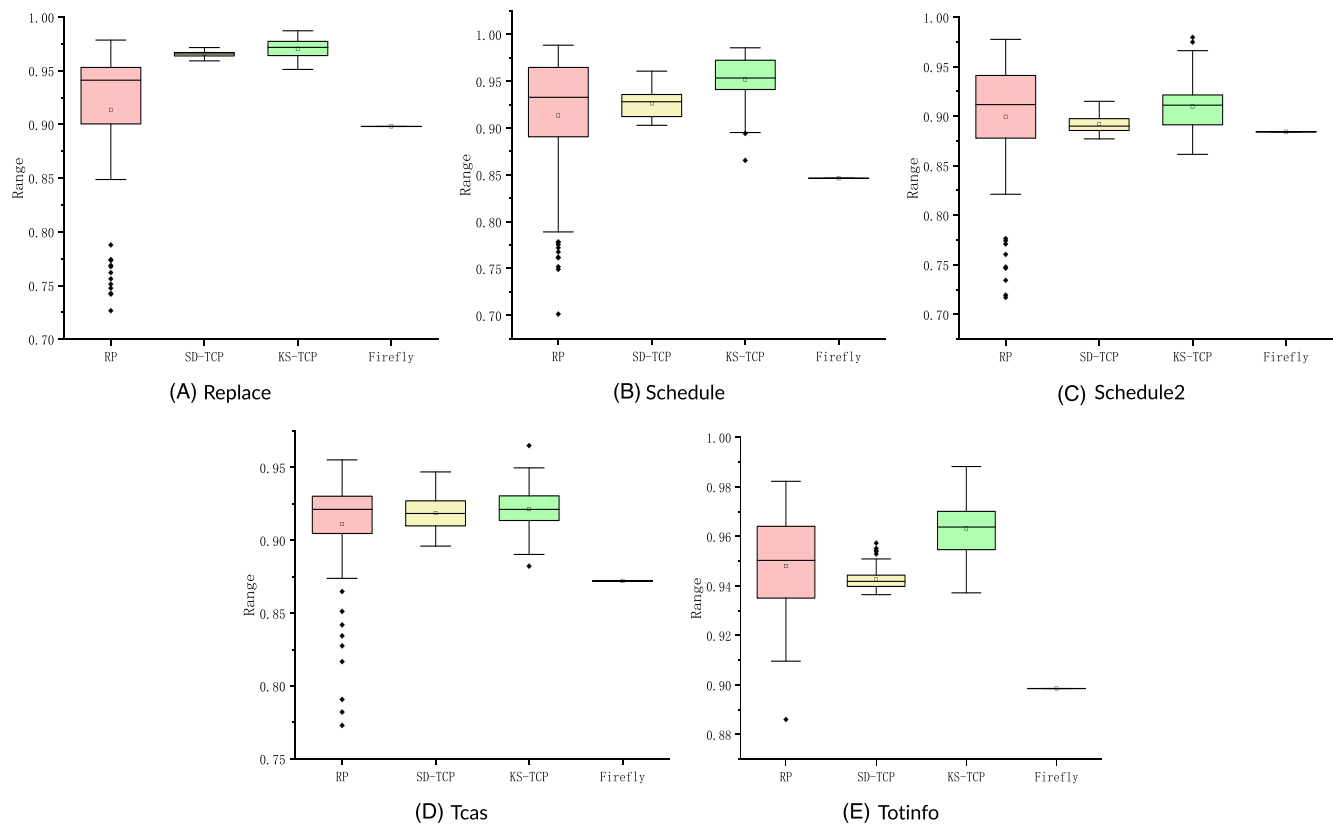 1.00
0.95
0.90
0.85
0.80
0.75
0.70
Range
RP SD-TCP KS-TCP Firefly
(A) Replace
1.00
0.95
0.90
0.85
0.80
0.75
0.70
Range
RP SD-TCP KS-TCP Firefly
(B) Schedule
1.00
0.95
0.90
0.85
0.80
0.75
0.70
Range
RP SD-TCP KS-TCP Firefly
(C) Schedule2
0.95
0.90
0.85
0.80
0.75
Range
RP SD-TCP KS-TCP Firefly
(D) Tcas
1.00
0.98
0.96
0.94
0.92
0.90
0.88
Range
RP SD-TCP KS-TCP Firefly
(E) Totinfo